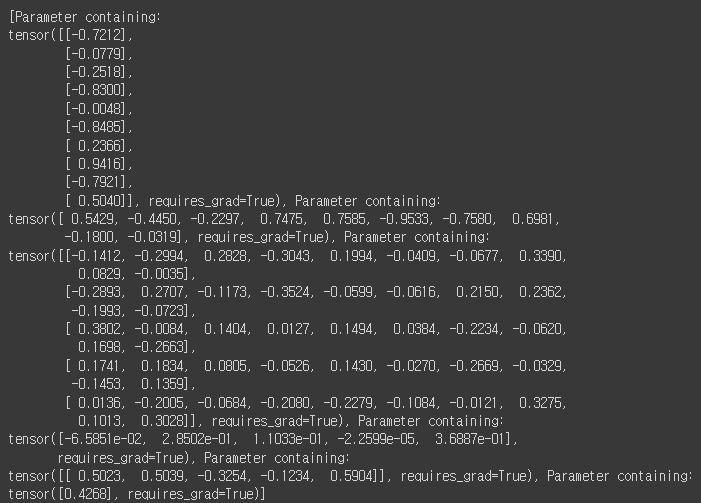 [Parameter containing:
tensor([[-0.7212],
        [-0.0779],
        [-0.2518],
        [-0.8300],
        [-0.0048],
        [-0.8485],
        [ 0.2366],
        [ 0.9416],
        [-0.7921],
        [ 0.5040]], requires_grad=True), Parameter containing:
tensor([ 0.5429, -0.4450, -0.2297,  0.7475,  0.7585, -0.9533, -0.7580,  0.6981,
        -0.1800, -0.0319], requires_grad=True), Parameter containing:
tensor([[-0.1412, -0.2994,  0.2828, -0.3043,  0.1994, -0.0409, -0.0677,  0.3390,
          0.0829, -0.0035],
        [-0.2893,  0.2707, -0.1173, -0.3524, -0.0599, -0.0616,  0.2150,  0.2362,
         -0.1993, -0.0723],
        [ 0.3802, -0.0084,  0.1404,  0.0127,  0.1494,  0.0384, -0.2234, -0.0620,
          0.1698, -0.2663],
        [ 0.1741,  0.1834,  0.0805, -0.0526,  0.1430, -0.0270, -0.2669, -0.0329,
         -0.1453,  0.1359],
        [ 0.0136, -0.2005, -0.0684, -0.2080, -0.2279, -0.1084, -0.0121,  0.3275,
          0.1013,  0.3028]], requires_grad=True), Parameter containing:
tensor([-6.5851e-02,  2.8502e-01,  1.1033e-01, -2.2599e-05,  3.6887e-01],
       requires_grad=True), Parameter containing:
tensor([[ 0.5023,  0.5039, -0.3254, -0.1234,  0.5904]], requires_grad=True), Parameter containing:
tensor([0.4268], requires_grad=True)]